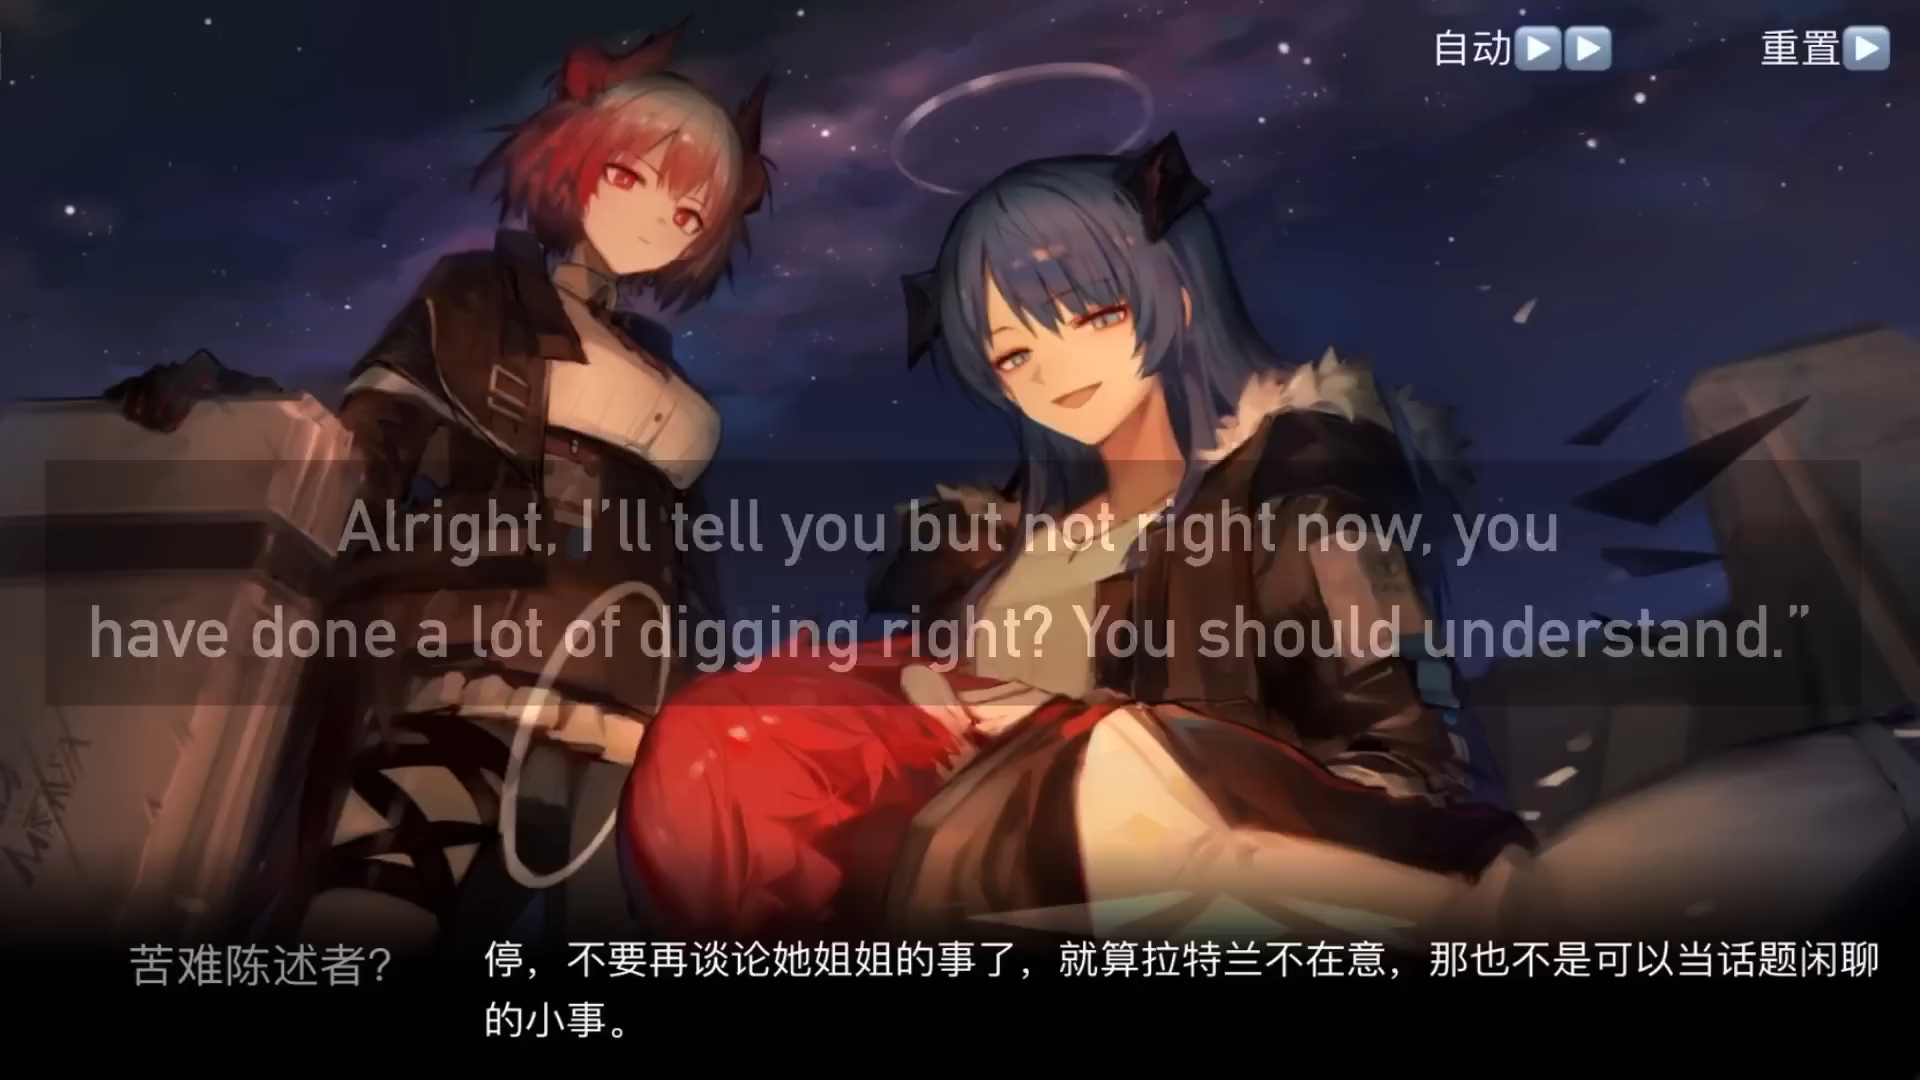 自动▶️▶️
重置▶️
Alright, I’ll tell you but not right now, you
have done a lot of digging right? You should understand.”
苦难陈述者?
停，不要再谈论她姐姐的事了，就算拉特兰不在意，那也不是可以当话题闲聊
的小事。